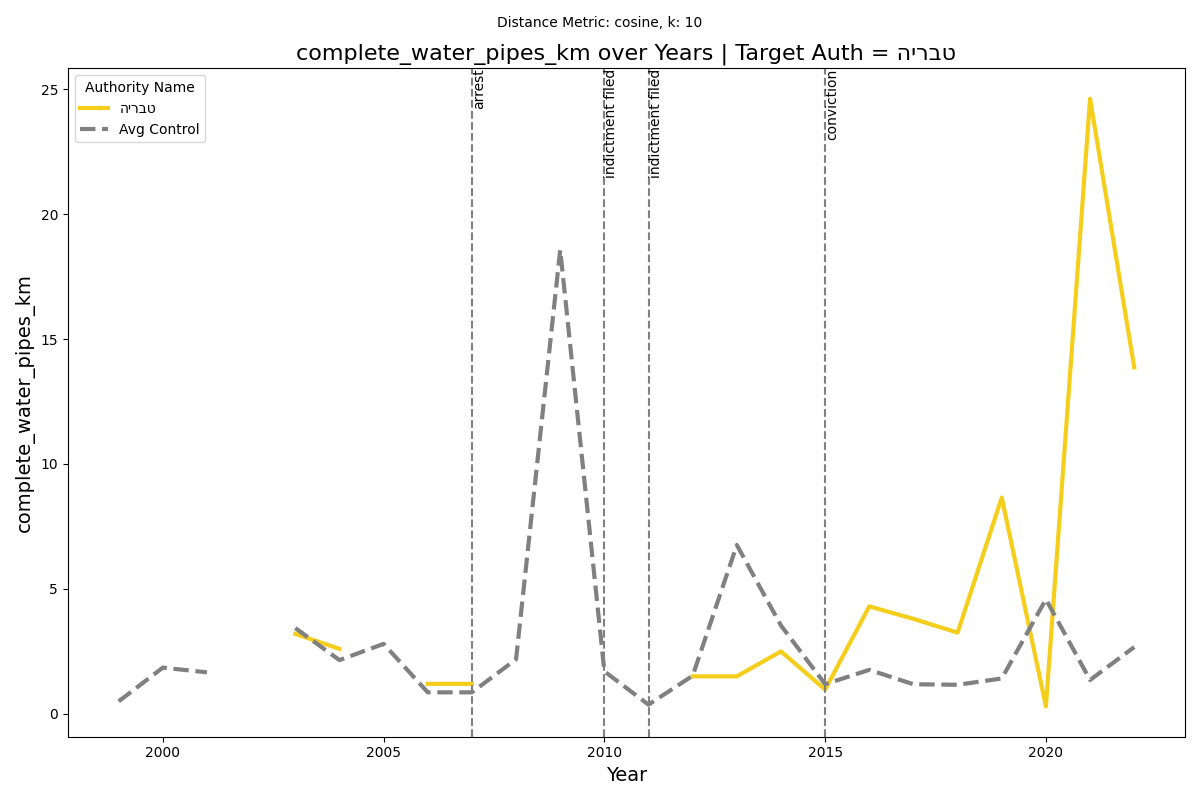 Distance Metric: cosine, k: 10
complete_water_pipes_km over Years | Target Auth = טבריה
Authority Name
טבריה
Avg Control
arrest
indictment filed
indictment filed
conviction
complete_water_pipes_km
25
20
15
10
5
0
2000
2005
2010
2015
2020
Year